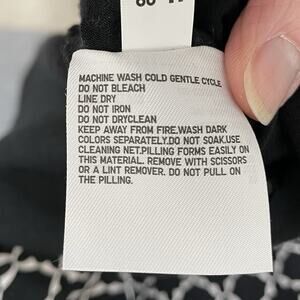 MACHINE WASH COLD GENTLE CYCLE
DO NOT BLEACH
LINE DRY
DO NOT IRON
DO NOT DRYCLEAN
KEEP AWAY FROM FIRE,WASH DARK
COLORS SEPARATELY.DO NOT SOAK.USE
CLEANING NET.PILLING FORMS EASILY ON
THIS MATERIAL. REMOVE WITH SCISSORS
OR A LINT REMOVER. DO NOT PULL ON
THE PILLING.